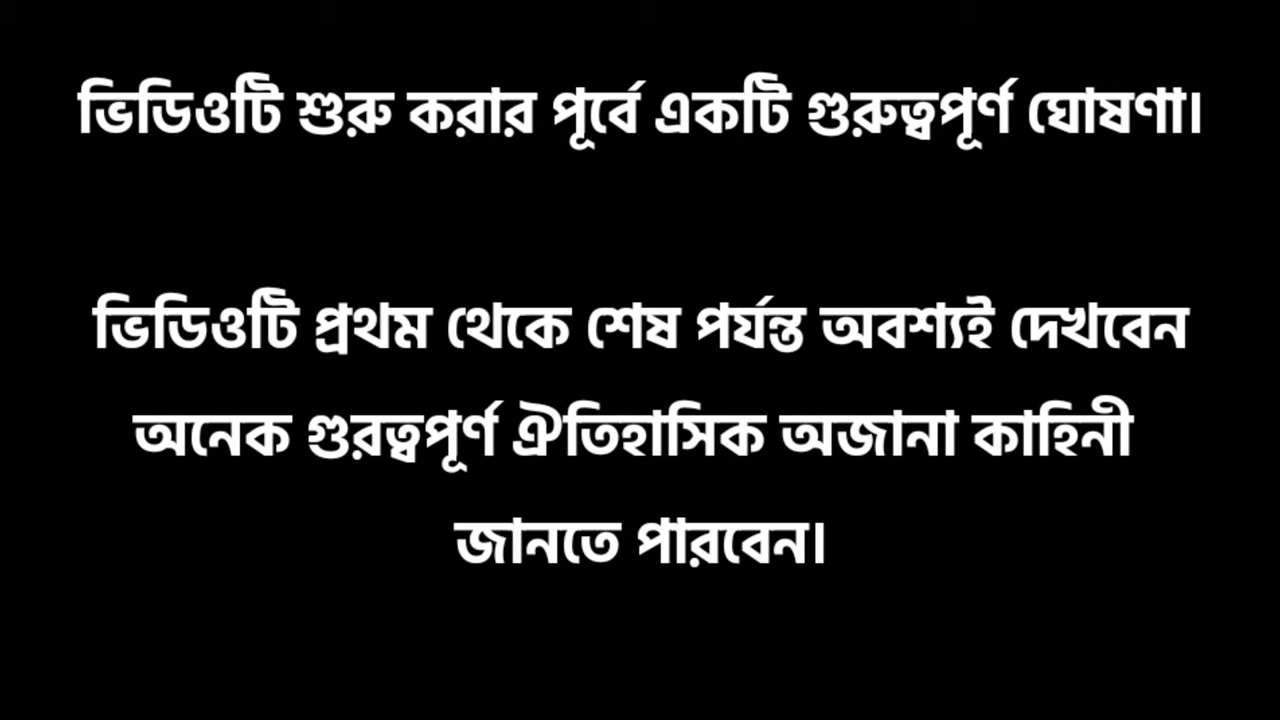 ভিডিওটি শুরু করার পূর্বে একটি গুরুত্বপূর্ণ ঘোষণা।
ভিডিওটি প্রথম থেকে শেষ পর্যন্ত অবশ্যই দেখবেন
অনেক গুরত্বপূর্ণ ঐতিহাসিক অজানা কাহিনী
জানতে পারবেন।